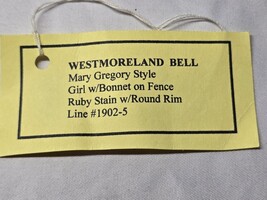 WESTMORELAND BELL
Mary Gregory Style
Girl w/Bonnet on Fence
Ruby Stain w/Round Rim
Line #1902-5